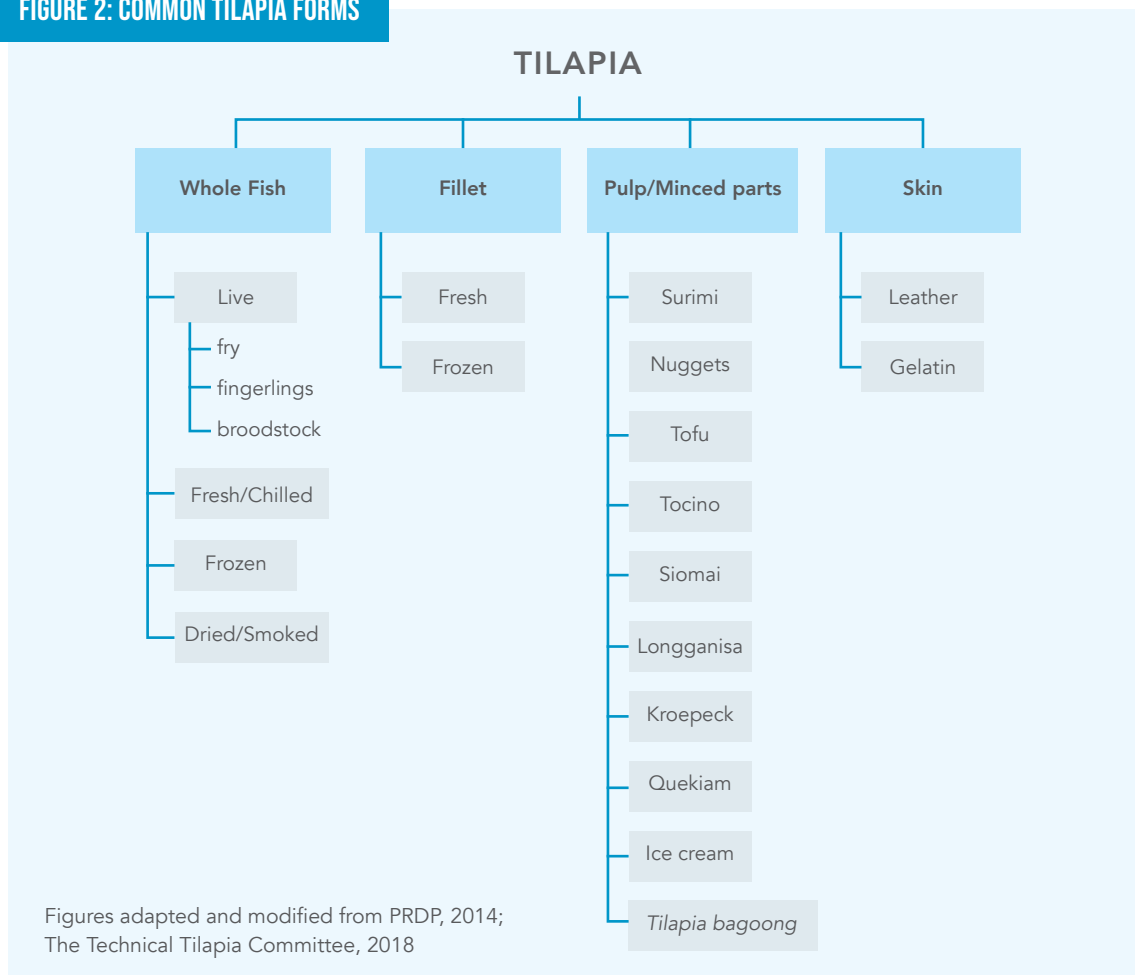 FIGURE 2: COMMON TILAPIA FORMS
TILAPIA
Whole Fish
Live
fry
fingerlings
broodstock
Fresh/Chilled
Frozen
Dried/Smoked
Fillet
Fresh
Frozen
Pulp/Minced parts
Surimi
Nuggets
Tofu
Tocino
Siomai
Longganisa
Kroepeck
Quekiam
Ice cream
Tilapia bagoong
Skin
Leather
Gelatin
Figures adapted and modified from PRDP, 2014;
The Technical Tilapia Committee, 2018